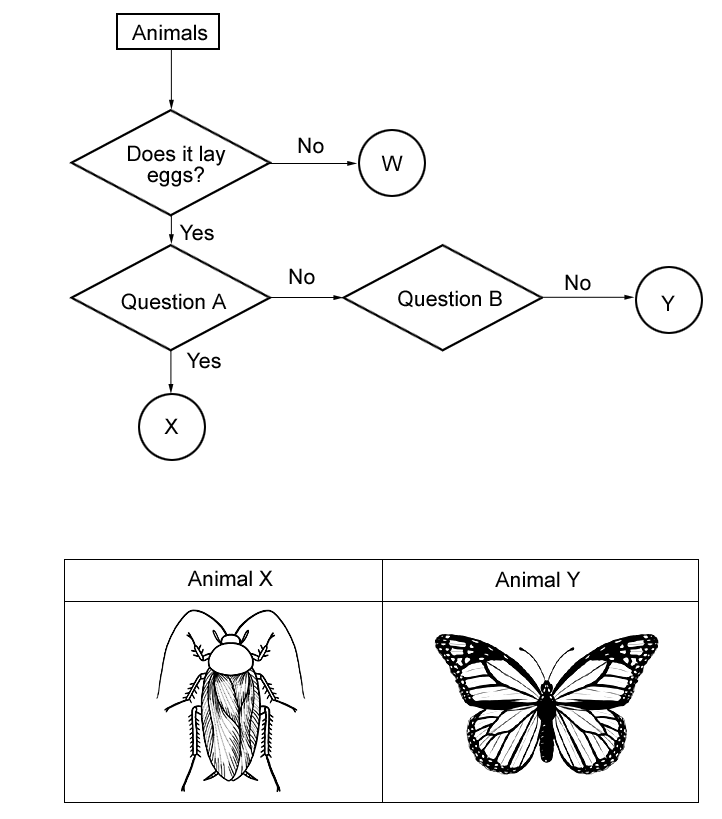 Animals
Does it lay
eggs?
No
W
Yes
Question A
No
Question B
No
Y
Yes
X
Animal X
Animal Y